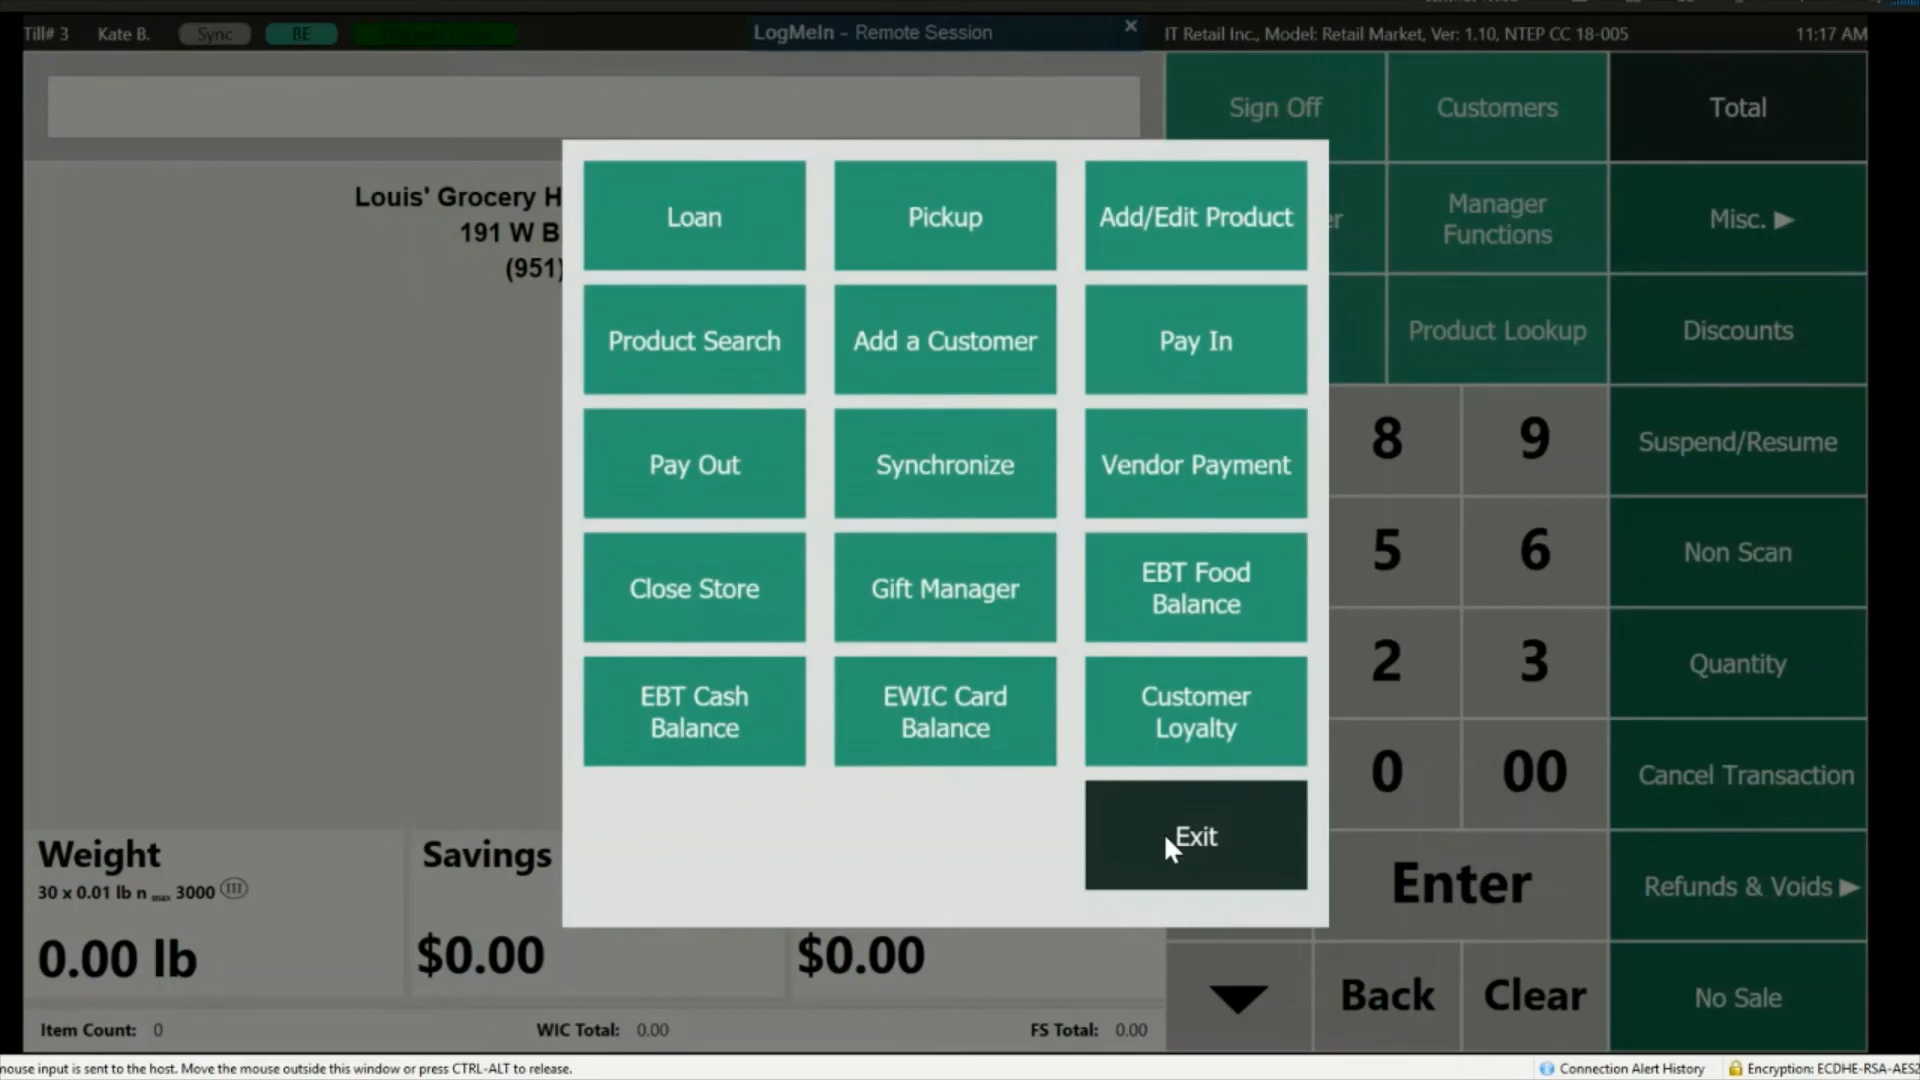 Till# 3 Kate B. Sync BE LogMeIn - Remote Session × IT Retail Inc., Model: Retail Market, Ver: 1.10, NTEP CC 18-005 11:17 AM
Sign Off Customers Total
Louis' Grocery H
191 W B
(951)
Loan Pickup Add/Edit Product
Manager
Functions
Misc. ▶
Product Search Add a Customer Pay In
Product Lookup Discounts
Pay Out Synchronize Vendor Payment
8 9 Suspend/Resume
Close Store Gift Manager EBT Food
Balance
5 6 Non Scan
EBT Cash
Balance
EWIC Card
Balance
Customer
Loyalty
2 3 Quantity
0 00 Cancel Transaction
Exit
Weight Savings
30 x 0.01 lb n max 3000 III
Enter Refunds & Voids ▶
0.00 lb $0.00 $0.00
Back Clear No Sale
Item Count: 0 WIC Total: 0.00 FS Total: 0.00
mouse input is sent to the host. Move the mouse outside this window or press CTRL-ALT to release. Connection Alert History Encryption: ECDHE-RSA-AES2